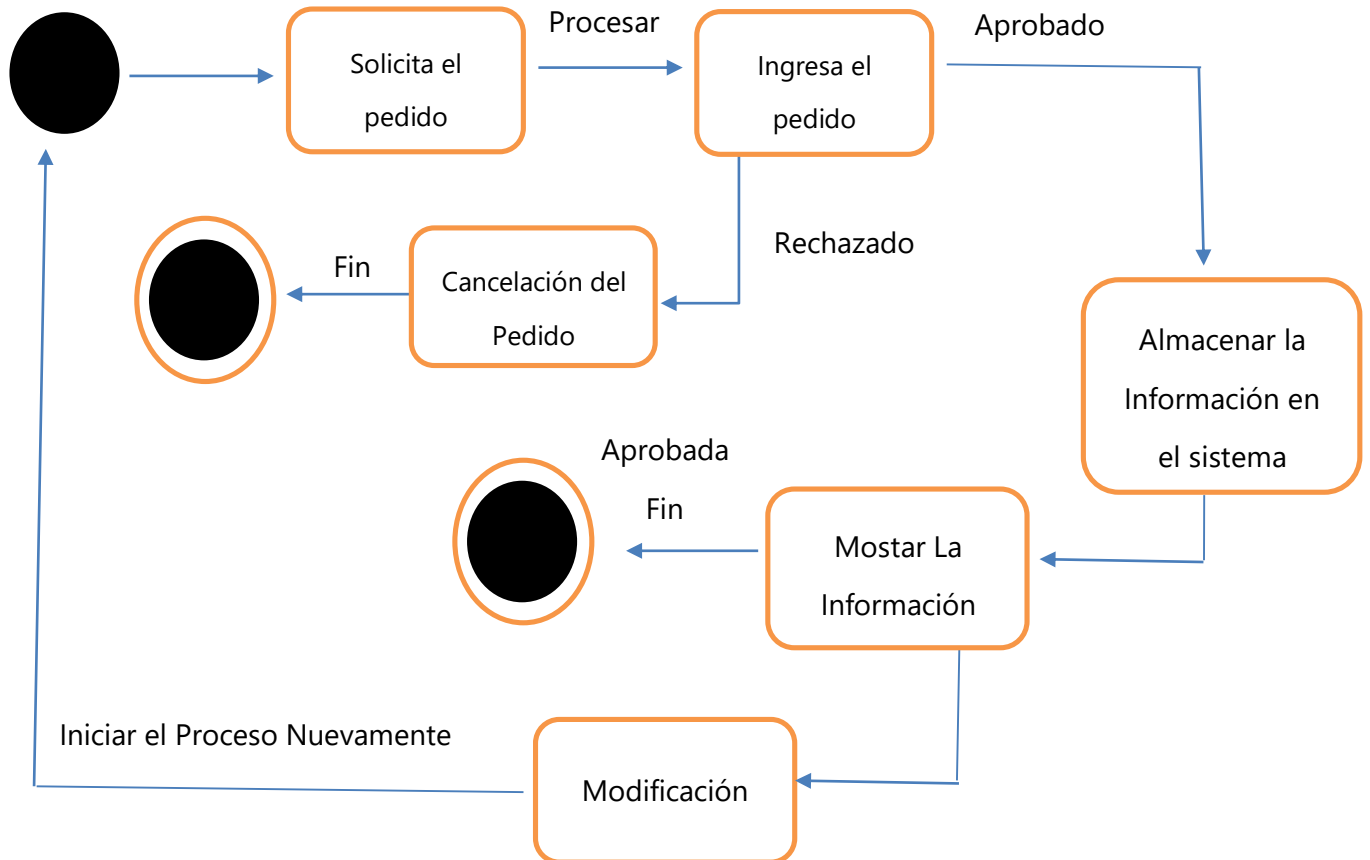 Solicita el
pedido
Procesar
Ingresa el
pedido
Aprobado
Rechazado
Cancelación del
Pedido
Fin
Almacenar la
Información en
el sistema
Mostar La
Información
Aprobada
Fin
Modificación
Iniciar el Proceso Nuevamente